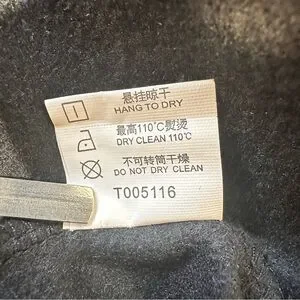 悬挂晾干
HANG TO DRY
最高110℃熨烫
DRY CLEAN 110℃
不可转筒干燥
DO NOT DRY CLEAN
T005116